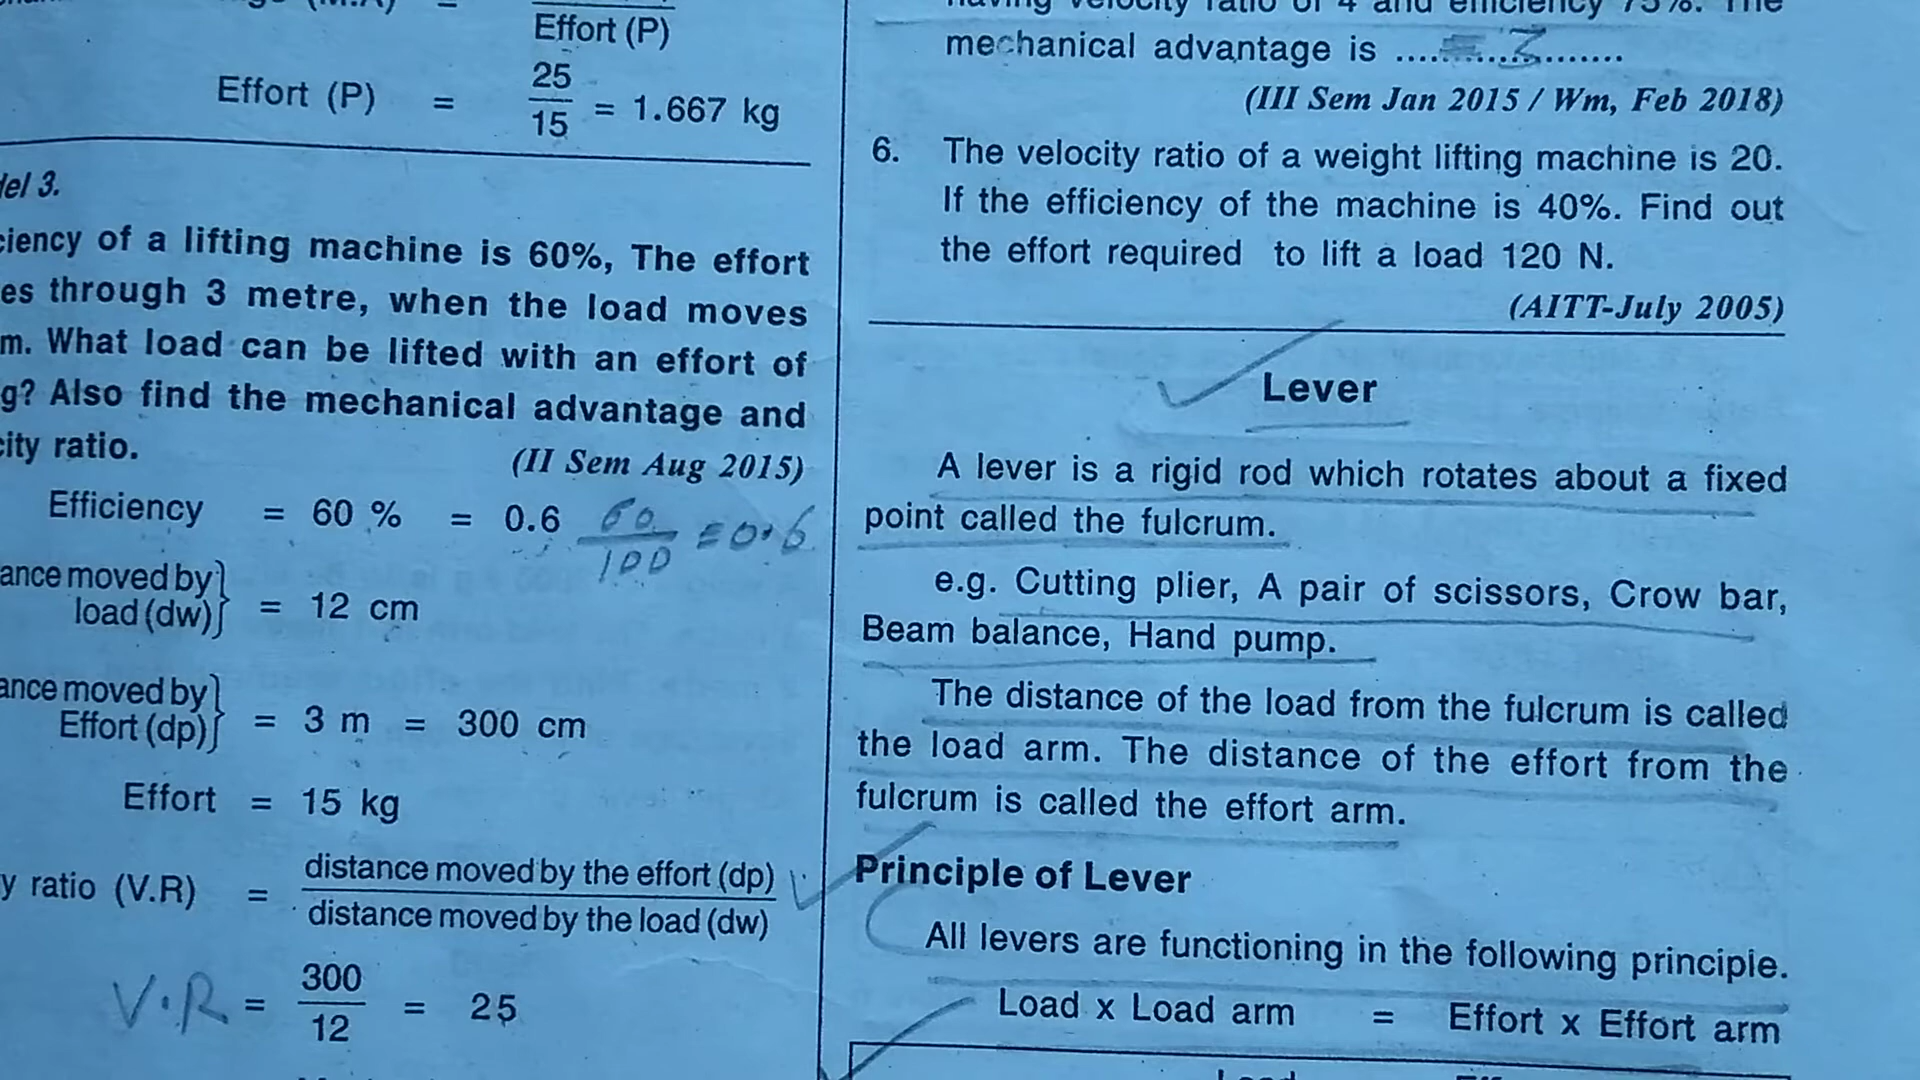 Effort (P)
Effort (P) = 25/15 = 1.667 kg
del 3.
ciency of a lifting machine is 60%, The effort
es through 3 metre, when the load moves
m. What load can be lifted with an effort of
g? Also find the mechanical advantage and
city ratio.
(II Sem Aug 2015)
Efficiency = 60 % = 0.6 60/100 = 0.6
ance moved by
load (dw)} = 12 cm
ance moved by
Effort (dp)} = 3 m = 300 cm
Effort = 15 kg
y ratio (V.R) = distance moved by the effort (dp)
distance moved by the load (dw)
V.R = 300/12 = 25
having velocity ratio of 4 and efficiency 75%. The
mechanical advantage is ......3.......
(III Sem Jan 2015 / Wm, Feb 2018)
6. The velocity ratio of a weight lifting machine is 20.
If the efficiency of the machine is 40%. Find out
the effort required to lift a load 120 N.
(AITT-July 2005)
Lever
A lever is a rigid rod which rotates about a fixed
point called the fulcrum.
e.g. Cutting plier, A pair of scissors, Crow bar,
Beam balance, Hand pump.
The distance of the load from the fulcrum is called
the load arm. The distance of the effort from the
fulcrum is called the effort arm.
Principle of Lever
All levers are functioning in the following principle.
Load x Load arm = Effort x Effort arm